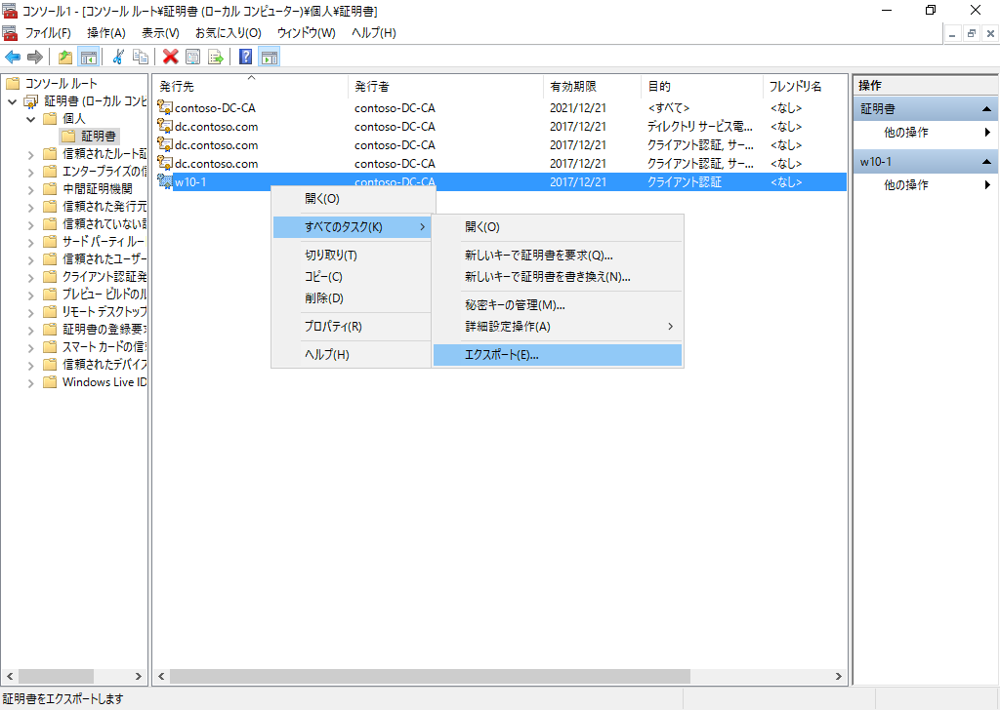 コンソール1 - [コンソール ルート¥証明書 (ローカル コンピューター)¥個人¥証明書]
ファイル(F) 操作(A) 表示(V) お気に入り(O) ウィンドウ(W) ヘルプ(H)
コンソール ルート
証明書 (ローカル コンピ
個人
証明書
信頼されたルート証
エンタープライズの信
中間証明機関
信頼された発行元
信頼されていない証
サード パーティ ルー
信頼されたユーザー
クライアント認証発
プレビュー ビルドのル
リモート デスクトップ
証明書の登録要求
スマート カードの信頼
信頼されたデバイス
Windows Live ID
発行先 発行者 有効期限 目的 フレンドリ名
contoso-DC-CA contoso-DC-CA 2021/12/21 <すべて> <なし>
dc.contoso.com contoso-DC-CA 2017/12/21 ディレクトリ サービス電... <なし>
dc.contoso.com contoso-DC-CA 2017/12/21 クライアント認証, サー... <なし>
dc.contoso.com contoso-DC-CA 2017/12/21 クライアント認証, サー... <なし>
w10-1 contoso-DC-CA 2017/12/21 クライアント認証 <なし>
開く(O)
すべてのタスク(K)
切り取り(T)
コピー(C)
削除(D)
プロパティ(R)
ヘルプ(H)
開く(O)
新しいキーで証明書を要求(Q)...
新しいキーで証明書を書き換え(N)...
秘密キーの管理(M)...
詳細設定操作(A)
エクスポート(E)...
操作
証明書
他の操作
w10-1
他の操作
証明書をエクスポートします